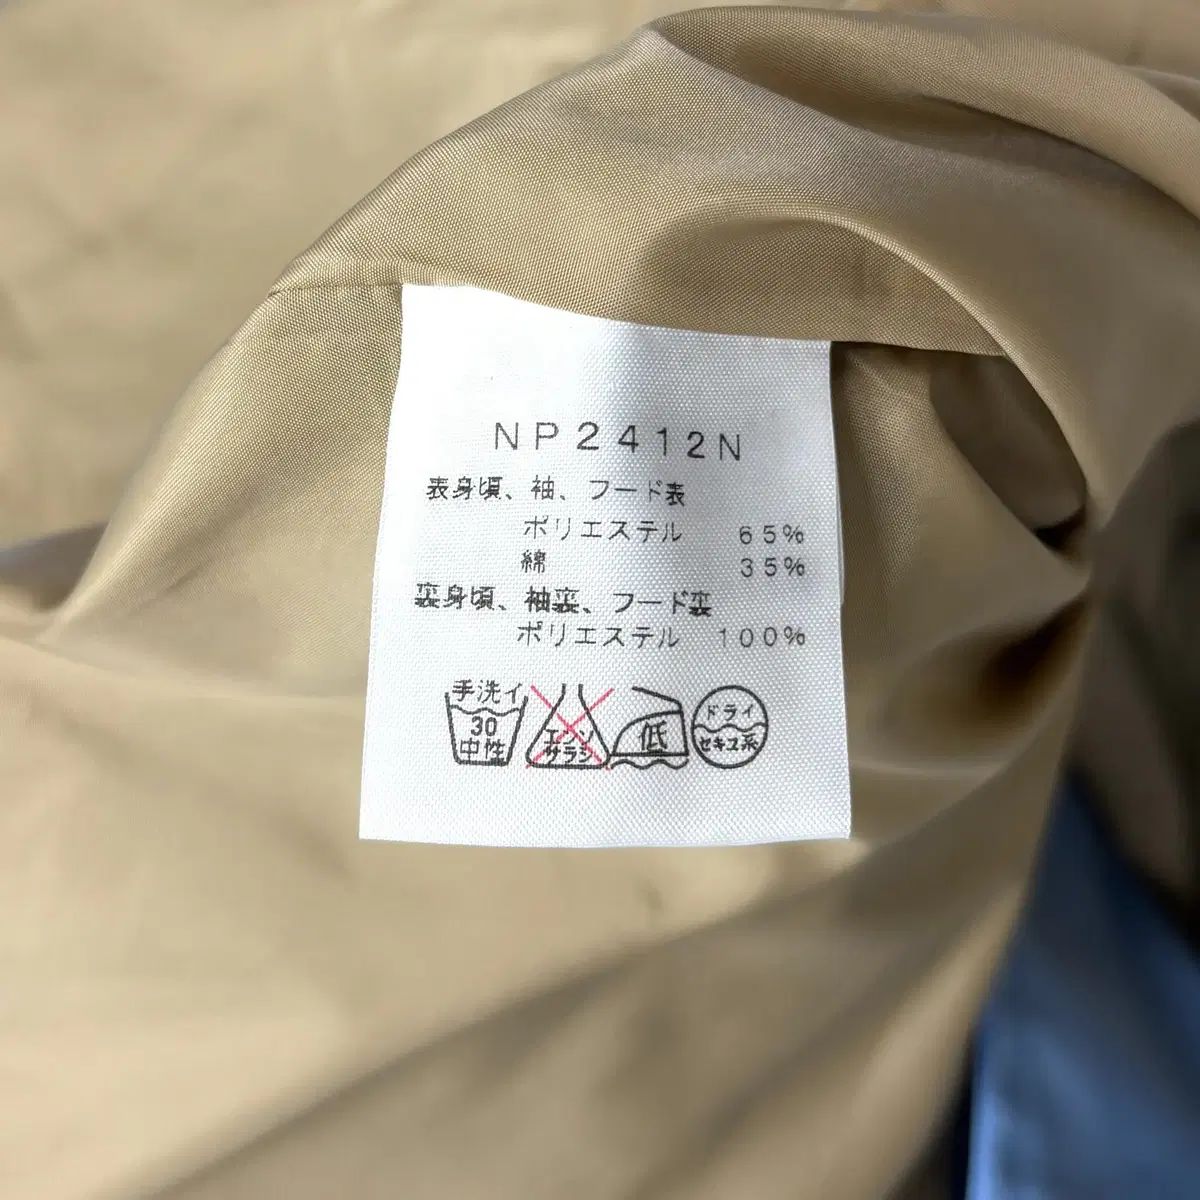 NP2412N
表身頃、袖、フード表
ポリエステル 65%
綿 35%
裏身頃、袖裏、フード裏
ポリエステル 100%
手洗イ
30
中性
エンソ
サラシ
低
ドライ
セキユ系